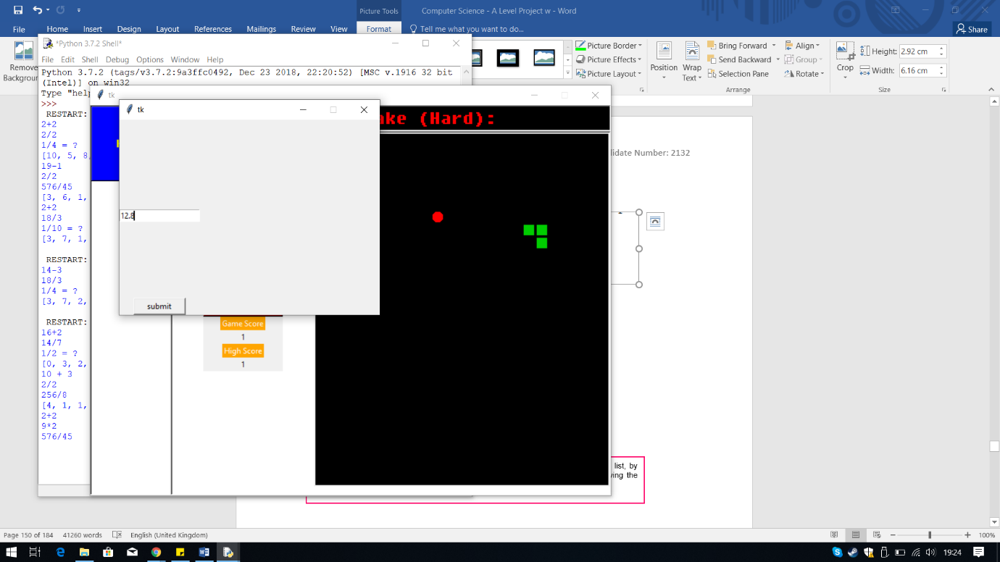 Picture Tools
Computer Science - A Level Project w - Word
File Home Insert Design Layout References Mailings Review View Format Tell me what you want to do... Share
*Python 3.7.2 Shell*
File Edit Shell Debug Options Window Help
Python 3.7.2 (tags/v3.7.2:9a3ffc0492, Dec 23 2018, 22:20:52) [MSC v.1916 32 bit
(Intel)] on win32
Type "help
>>>
RESTART:
2+2
2/2
1/4 = ?
[10, 5, 8,
19-1
2/2
576/45
[3, 6, 1,
2+2
18/3
1/10 = ?
[3, 7, 1,
RESTART:
14-3
18/3
1/4 = ?
[3, 7, 2,
RESTART:
16+2
14/7
1/2 = ?
[0, 3, 2,
10 + 3
2/2
256/8
[4, 1, 1,
2+2
9*2
576/45
Remove
Background
tk
tk
12.8
submit
ake (Hard):
Game Score
1
High Score
1
Picture Border
Picture Effects
Picture Layout
Position
Wrap
Text
Bring Forward
Send Backward
Selection Pane
Align
Group
Rotate
Arrange
Crop
Height: 2.92 cm
Width: 6.16 cm
Size
didate Number: 2132
list, by
ving the
Page 150 of 184 41260 words English (United Kingdom) 100%
19:24